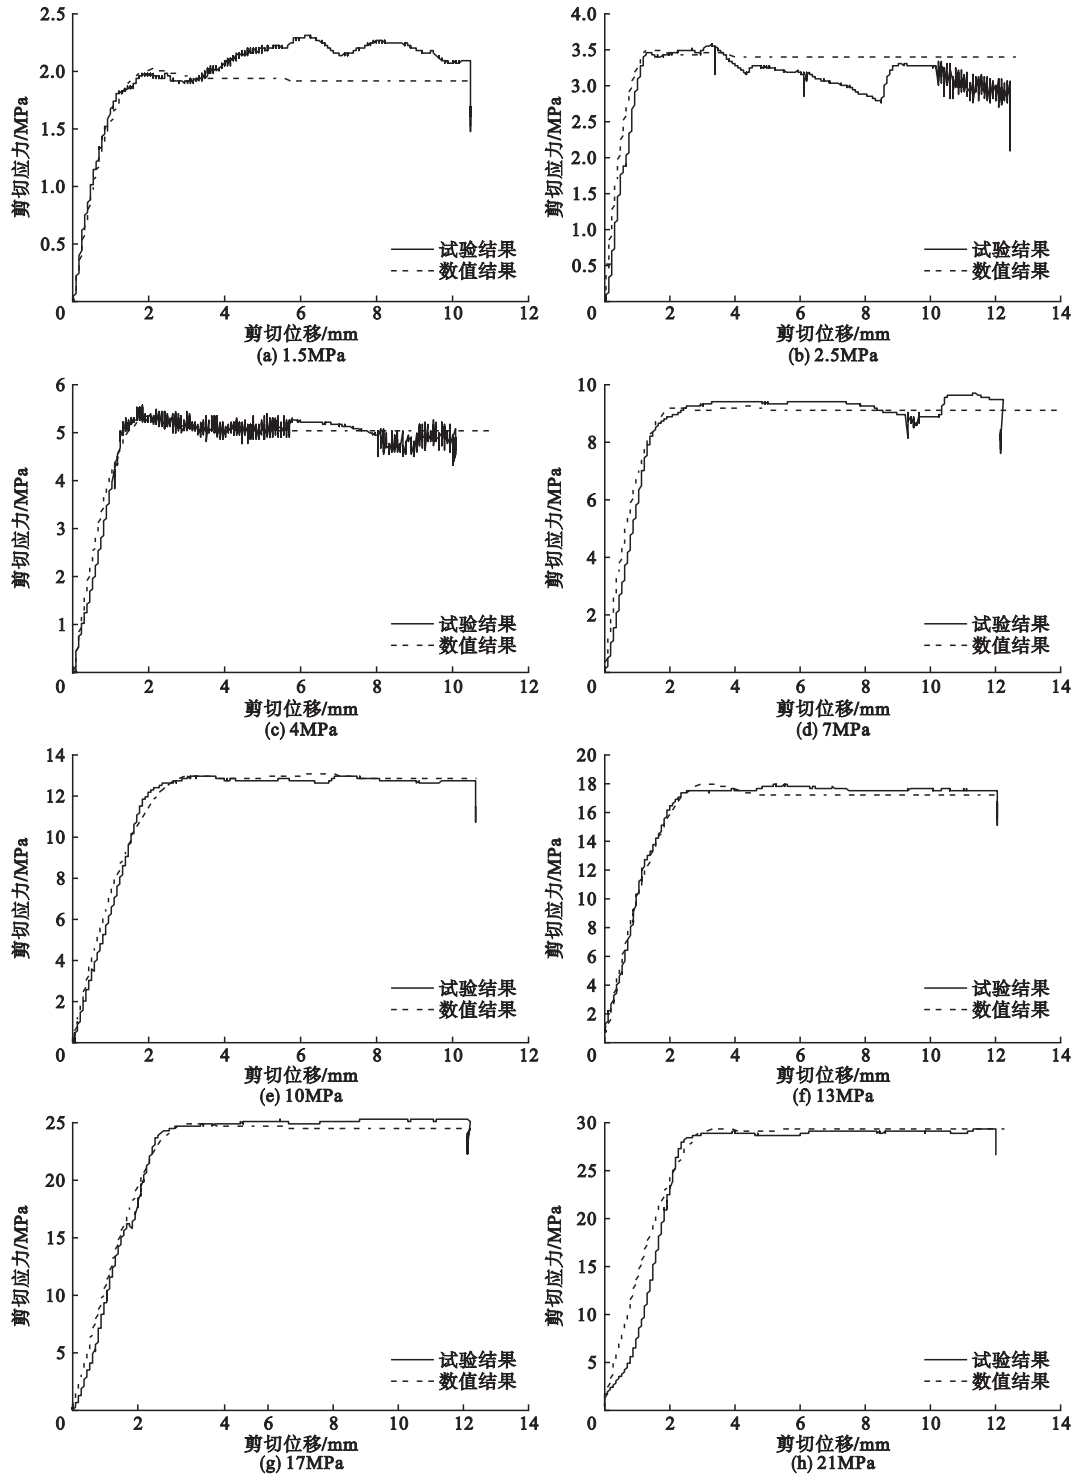 2.5
2.0
1.5
1.0
0.5
0
2
4
6
8
10
12
剪切应力/MPa
试验结果
数值结果
剪切位移/mm
(a) 1.5MPa
4.0
3.5
3.0
2.5
2.0
1.5
1.0
0.5
0
2
4
6
8
10
12
14
剪切应力/MPa
试验结果
数值结果
剪切位移/mm
(b) 2.5MPa
6
5
4
3
2
1
0
2
4
6
8
10
12
剪切应力/MPa
试验结果
数值结果
剪切位移/mm
(c) 4MPa
10
8
6
4
2
0
2
4
6
8
10
12
14
剪切应力/MPa
试验结果
数值结果
剪切位移/mm
(d) 7MPa
14
12
10
8
6
4
2
0
2
4
6
8
10
12
剪切应力/MPa
试验结果
数值结果
剪切位移/mm
(e) 10MPa
20
18
16
14
12
18
10
8
6
4
2
0
2
4
6
8
10
12
14
剪切应力/MPa
试验结果
数值结果
剪切位移/mm
(f) 13MPa
25
20
15
10
5
0
2
4
6
8
10
12
14
剪切应力/MPa
试验结果
数值结果
剪切位移/mm
(g) 17MPa
30
25
20
15
10
5
0
2
4
6
8
10
12
14
剪切应力/MPa
试验结果
数值结果
剪切位移/mm
(h) 21MPa